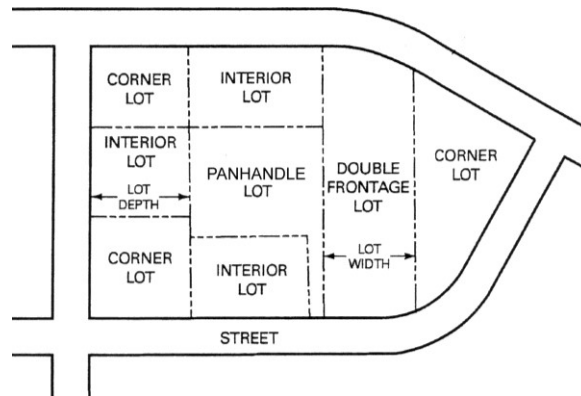 CORNER
LOT
INTERIOR
LOT
INTERIOR
LOT
LOT
DEPTH
PANHANDLE
LOT
DOUBLE
FRONTAGE
LOT
CORNER
LOT
CORNER
LOT
INTERIOR
LOT
LOT
WIDTH
STREET